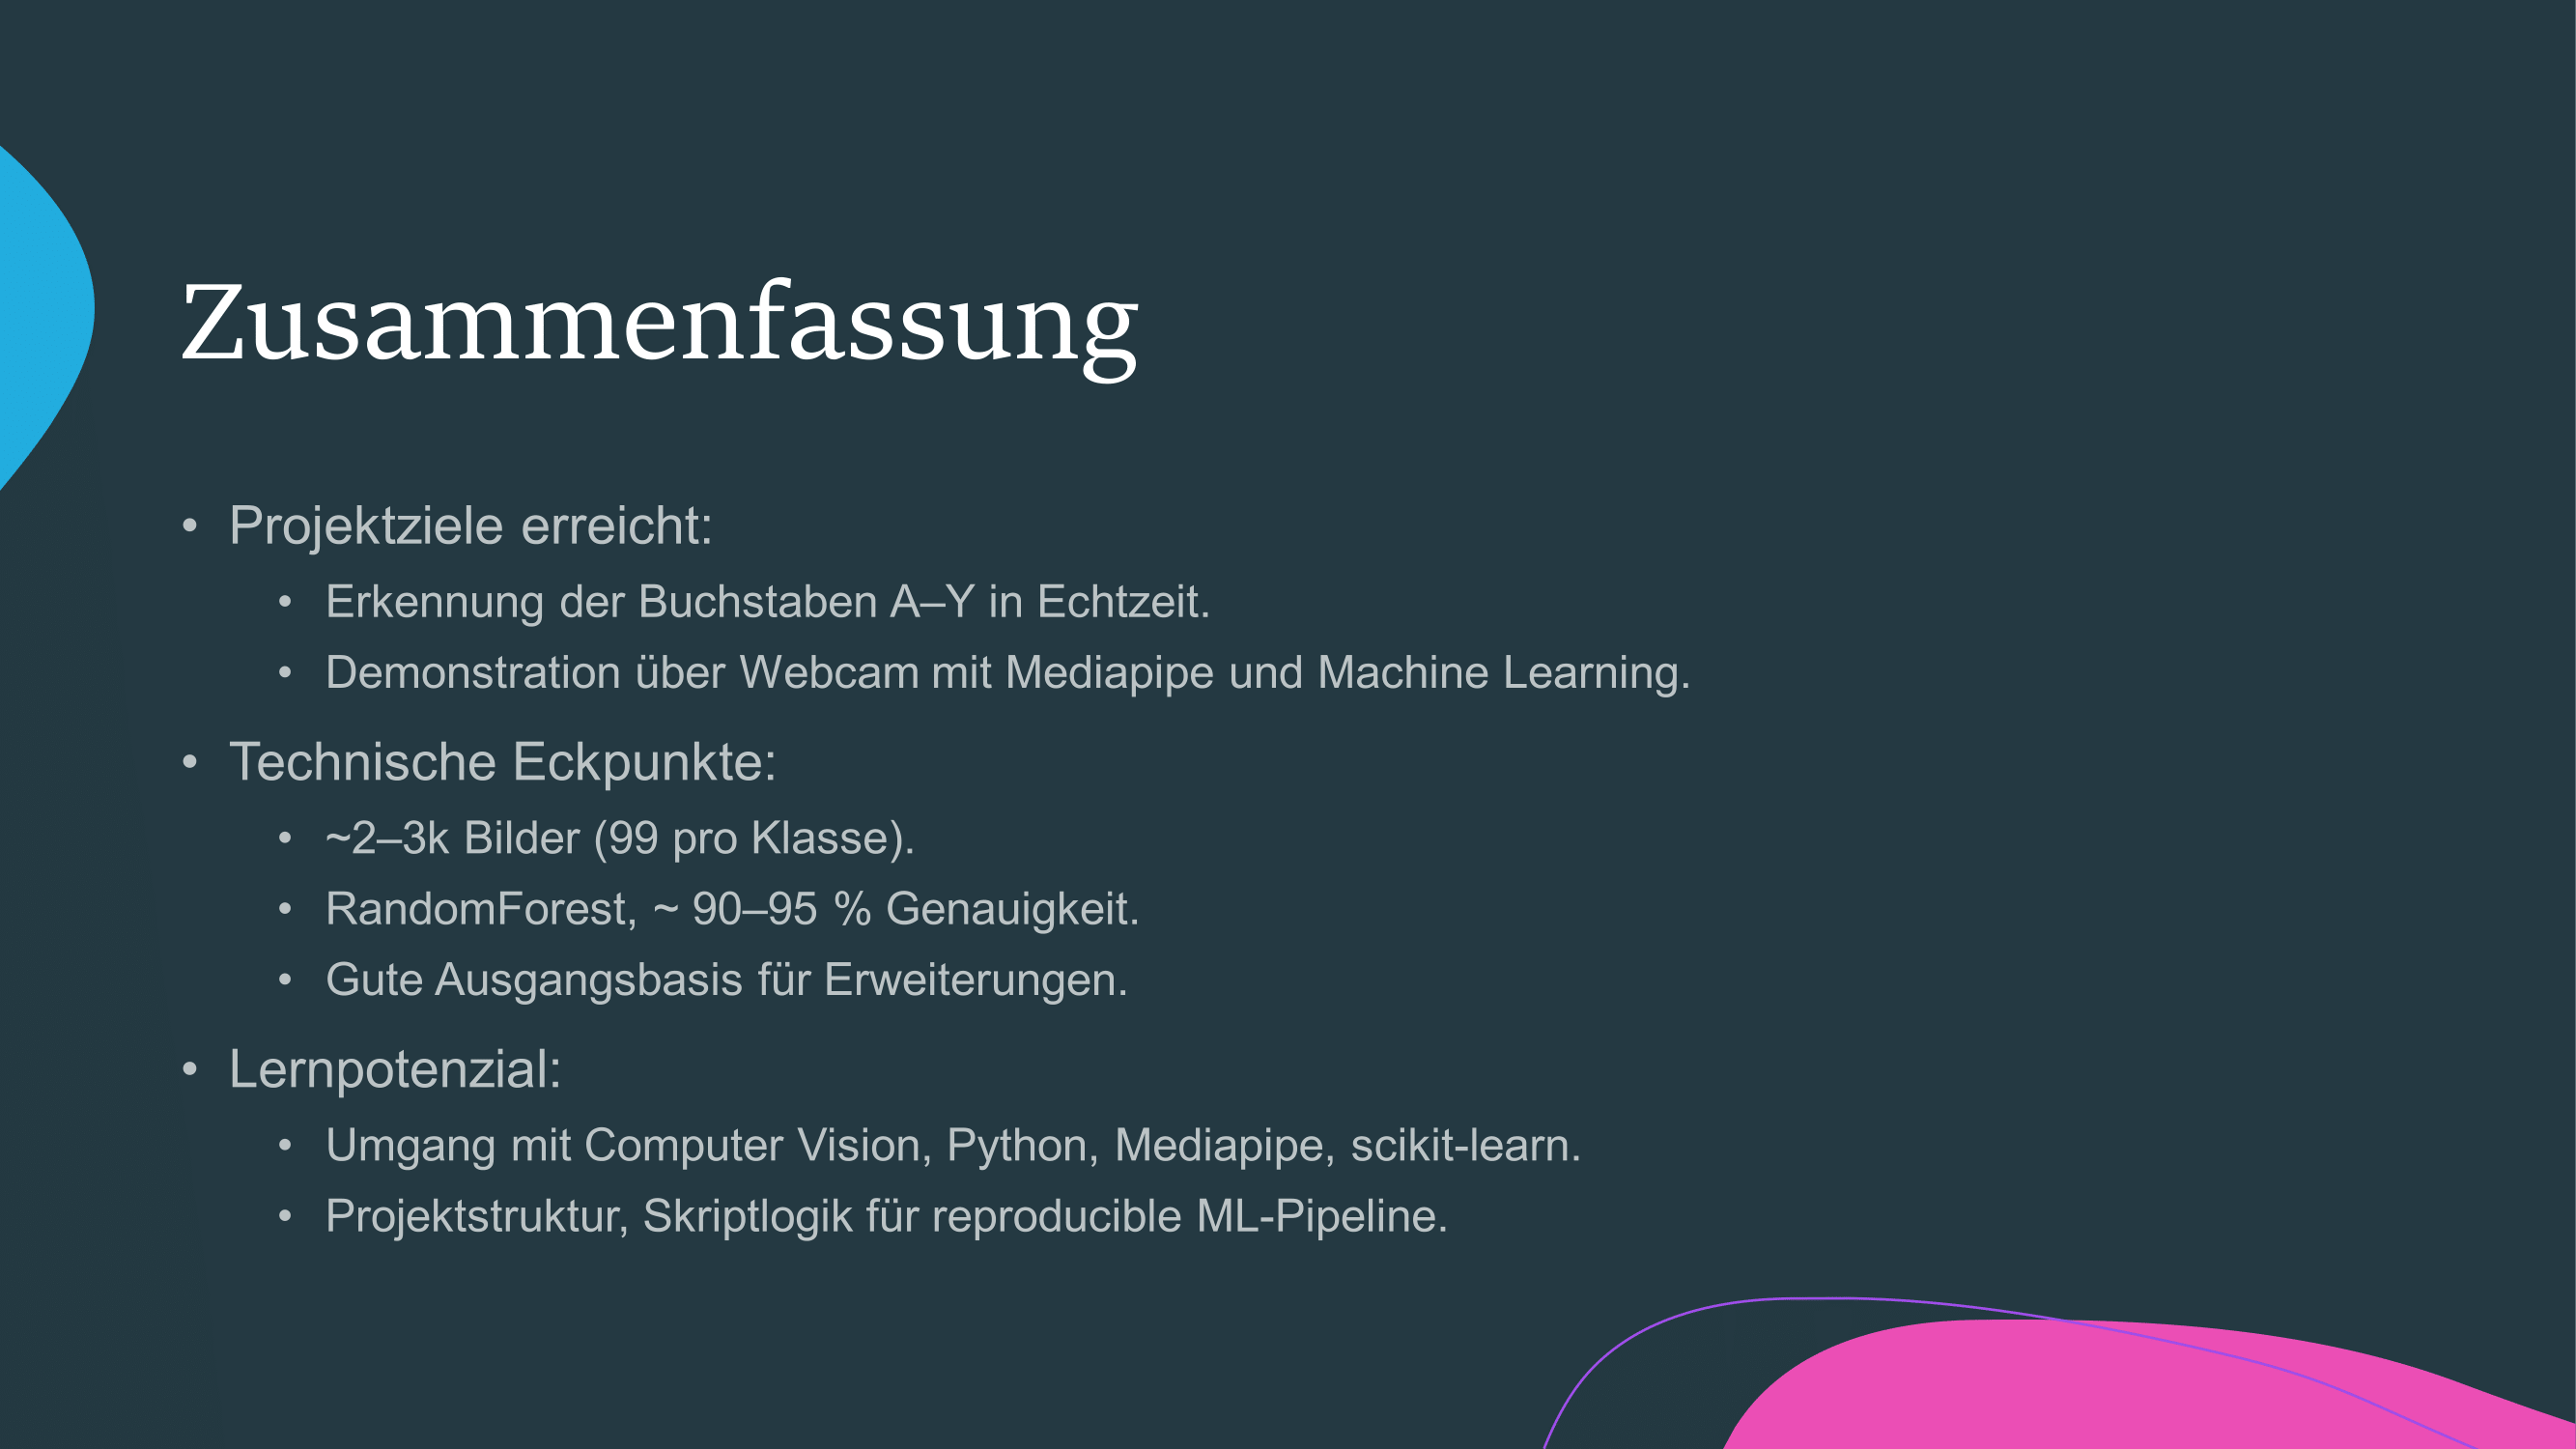 Zusammenfassung
• Projektziele erreicht:
• Erkennung der Buchstaben A–Y in Echtzeit.
• Demonstration über Webcam mit Mediapipe und Machine Learning.
• Technische Eckpunkte:
• ~2–3k Bilder (99 pro Klasse).
• RandomForest, ~ 90–95 % Genauigkeit.
• Gute Ausgangsbasis für Erweiterungen.
• Lernpotenzial:
• Umgang mit Computer Vision, Python, Mediapipe, scikit-learn.
• Projektstruktur, Skriptlogik für reproducible ML-Pipeline.